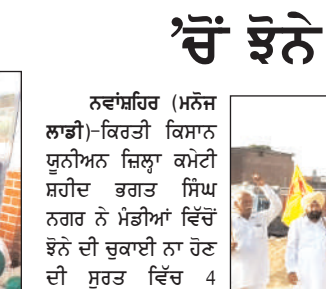 'ਚੋਂ ਝੋਨੇ
ਨਵਾਂਸ਼ਹਿਰ (ਮਨੋਜ
ਲਾਡੀ)-ਕਿਰਤੀ ਕਿਸਾਨ
ਯੂਨੀਅਨ ਜ਼ਿਲ੍ਹਾ ਕਮੇਟੀ
ਸ਼ਹੀਦ ਭਗਤ ਸਿੰਘ
ਨਗਰ ਨੇ ਮੰਡੀਆਂ ਵਿੱਚੋਂ
ਝੋਨੇ ਦੀ ਚੁਕਾਈ ਨਾ ਹੋਣ
ਦੀ ਸੂਰਤ ਵਿੱਚ 4